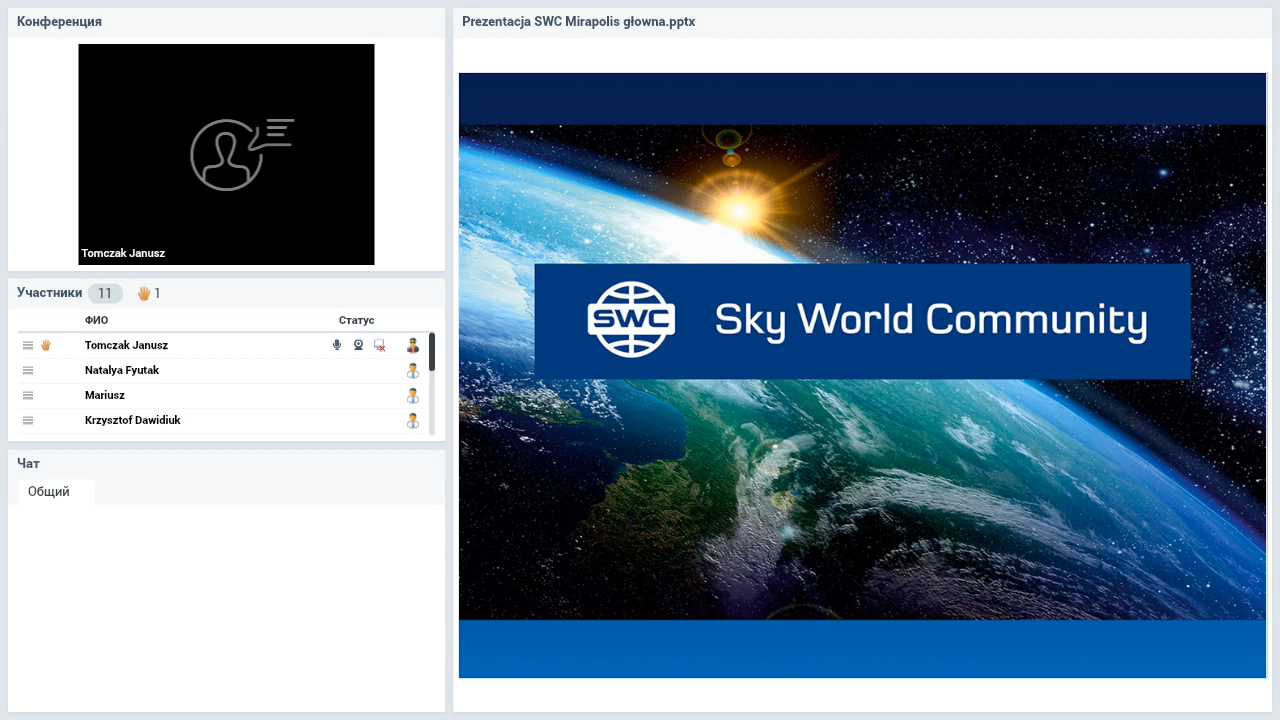 Конференция
Tomczak Janusz
Участники 11 1
ФИО Статус
Tomczak Janusz
Natalya Fyutak
Mariusz
Krzysztof Dawidiuk
Чат
Общий
Prezentacja SWC Mirapolis głowna.pptx
SWC Sky World Community